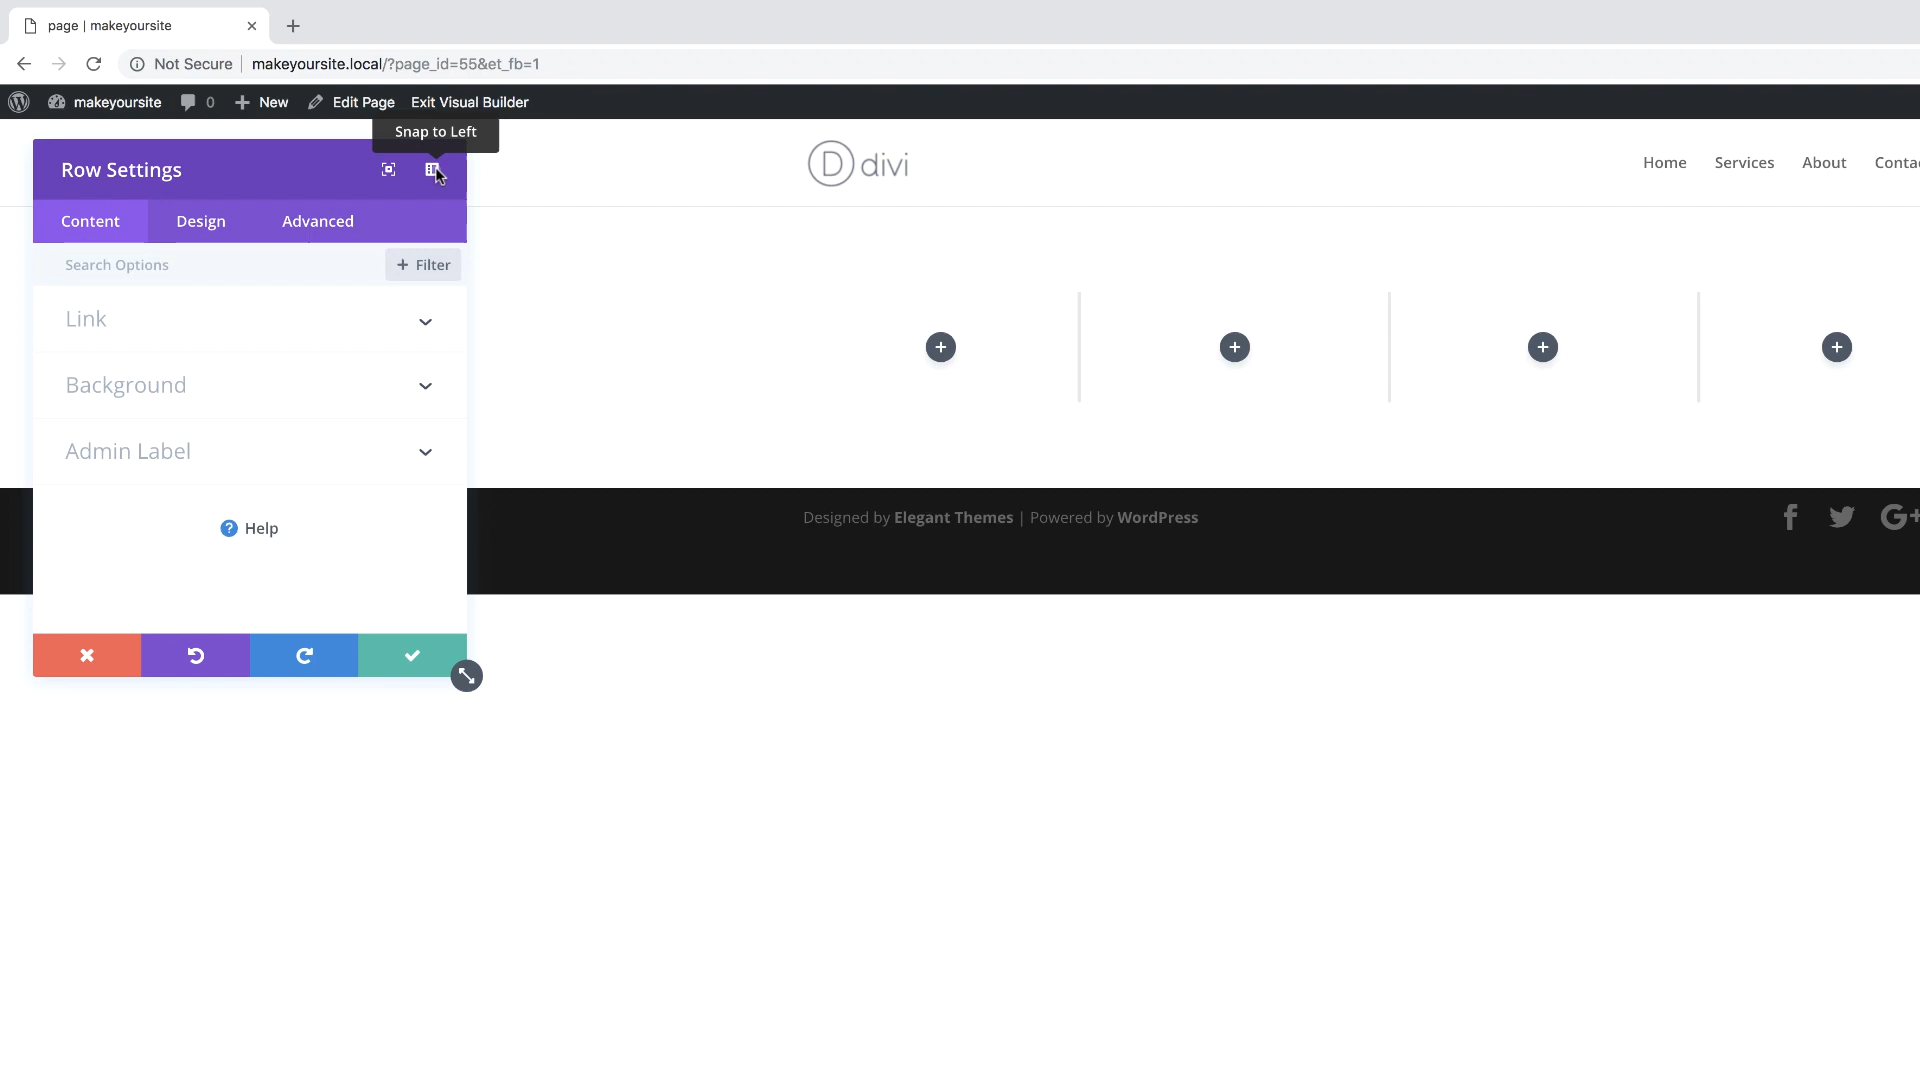 page | makeyoursite
Not Secure makeyoursite.local/?page_id=55&et_fb=1
makeyoursite 0 New Edit Page Exit Visual Builder
Snap to Left
Row Settings
Content Design Advanced
Search Options + Filter
Link
Background
Admin Label
? Help
D divi
Home Services About Contac
Designed by Elegant Themes | Powered by WordPress